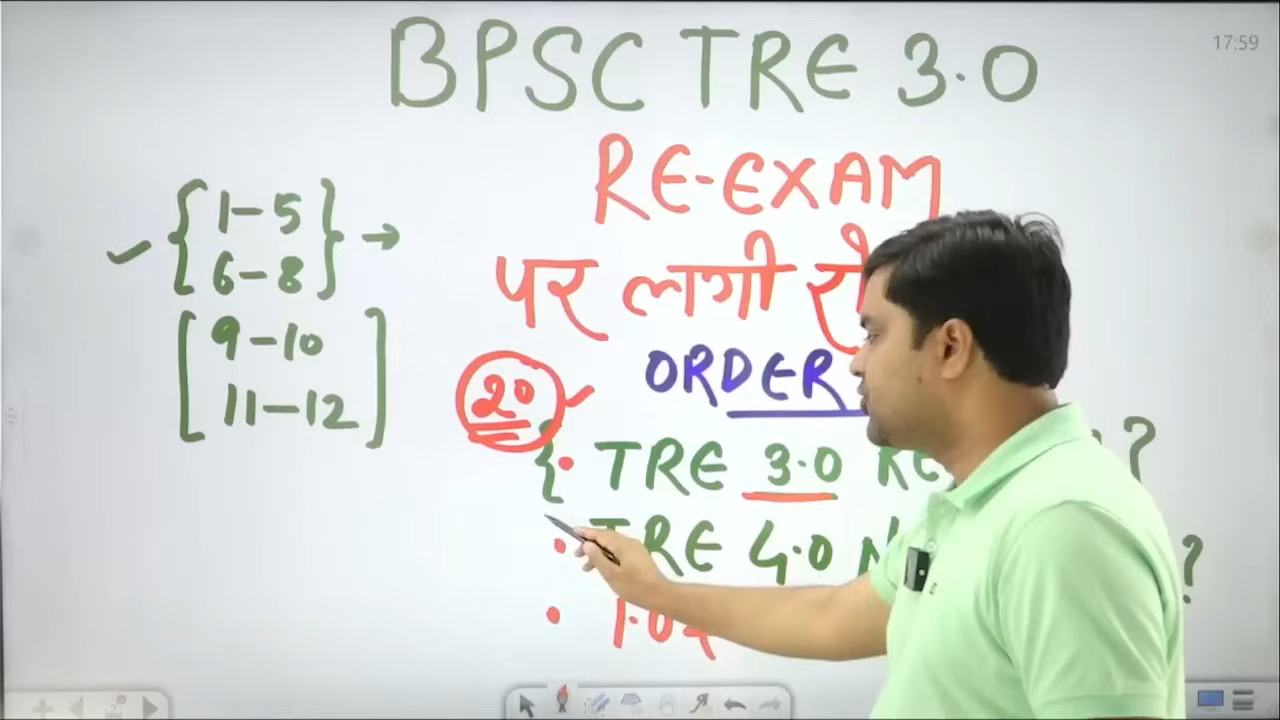 17:59
BPSC TRE 3.0
RE-EXAM
पर लगी
ORDER
1-5
6-8
9-10
11-12
20
TRE 3.0
TRE 4.0